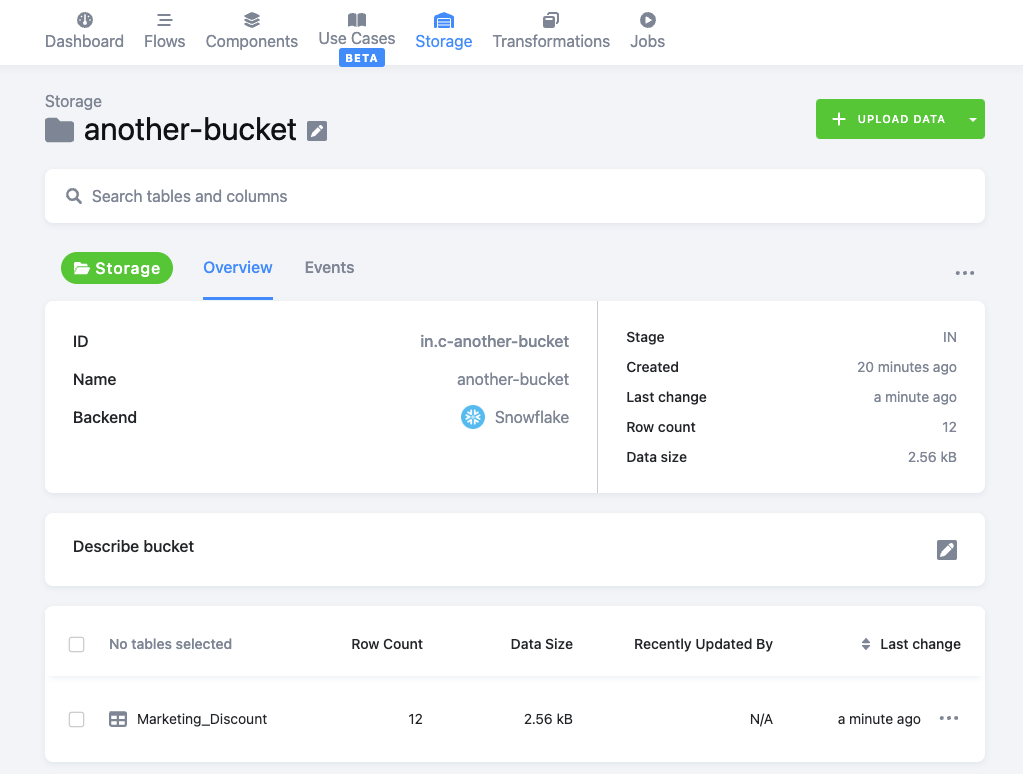 Dashboard Flows Components Use Cases Storage Transformations Jobs
BETA
Storage
another-bucket
UPLOAD DATA
Search tables and columns
Storage Overview Events
ID in.c-another-bucket
Name another-bucket
Backend Snowflake
Stage IN
Created 20 minutes ago
Last change a minute ago
Row count 12
Data size 2.56 kB
Describe bucket
No tables selected Row Count Data Size Recently Updated By Last change
Marketing_Discount 12 2.56 kB N/A a minute ago